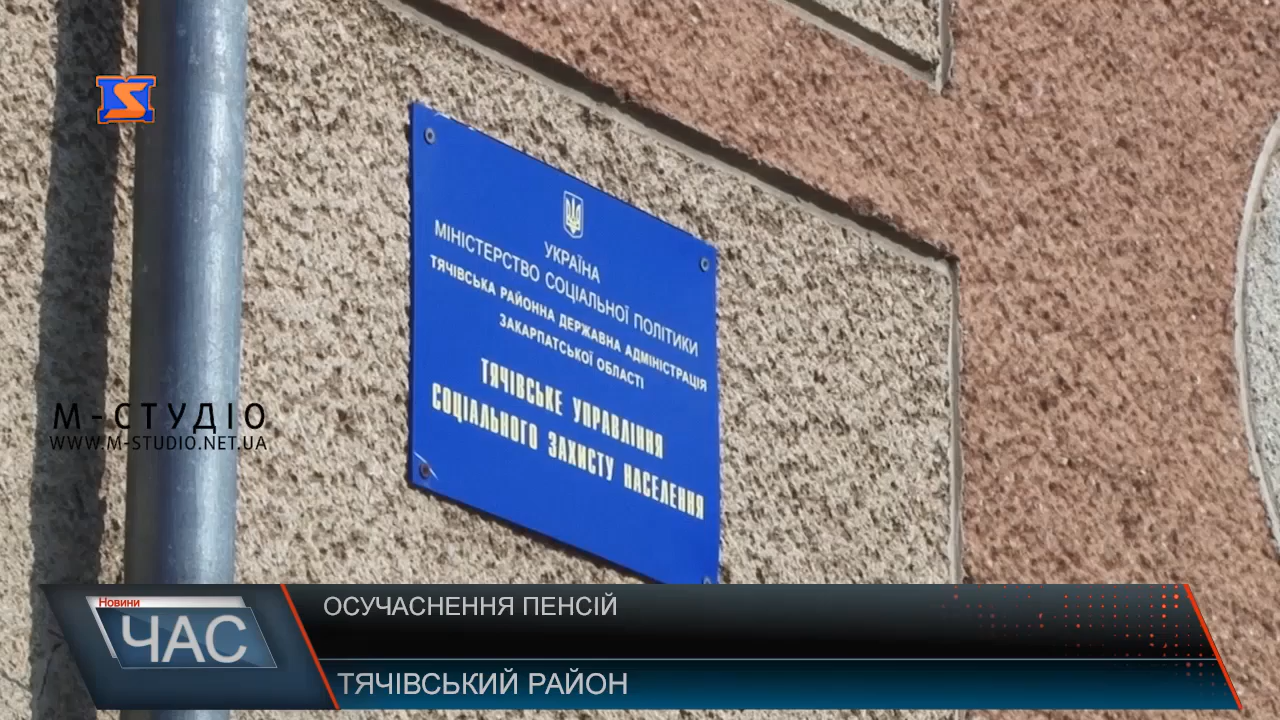 УКРАЇНА
МІНІСТЕРСТВО СОЦІАЛЬНОЇ ПОЛІТИКИ
ТЯЧІВСЬКА РАЙОННА ДЕРЖАВНА АДМІНІСТРАЦІЯ
ЗАКАРПАТСЬКОЇ ОБЛАСТІ
ТЯЧІВСЬКЕ УПРАВЛІННЯ
СОЦІАЛЬНОГО ЗАХИСТУ НАСЕЛЕННЯ
М-СТУДІО
WWW.M-STUDIO.NET.UA
Новини
ЧАС
ОСУЧАСНЕННЯ ПЕНСІЙ
ТЯЧІВСЬКИЙ РАЙОН